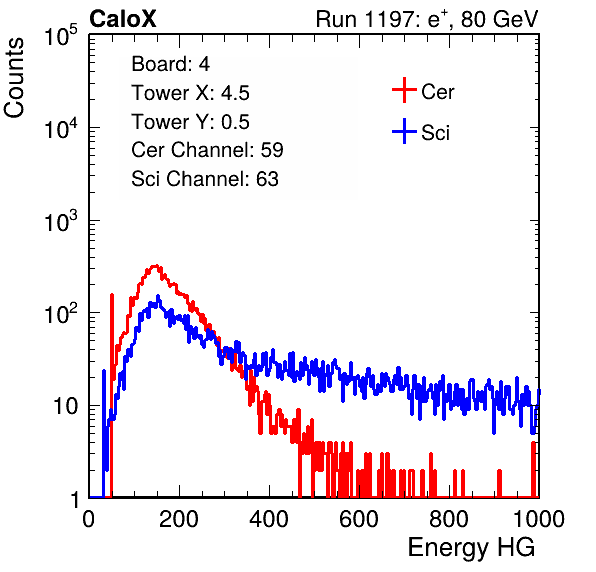 CaloX
Run 1197: e⁺, 80 GeV
Counts
Board: 4
Tower X: 4.5
Tower Y: 0.5
Cer Channel: 59
Sci Channel: 63
Cer
Sci
10⁵
10⁴
10³
10²
10
1
0 200 400 600 800 1000
Energy HG